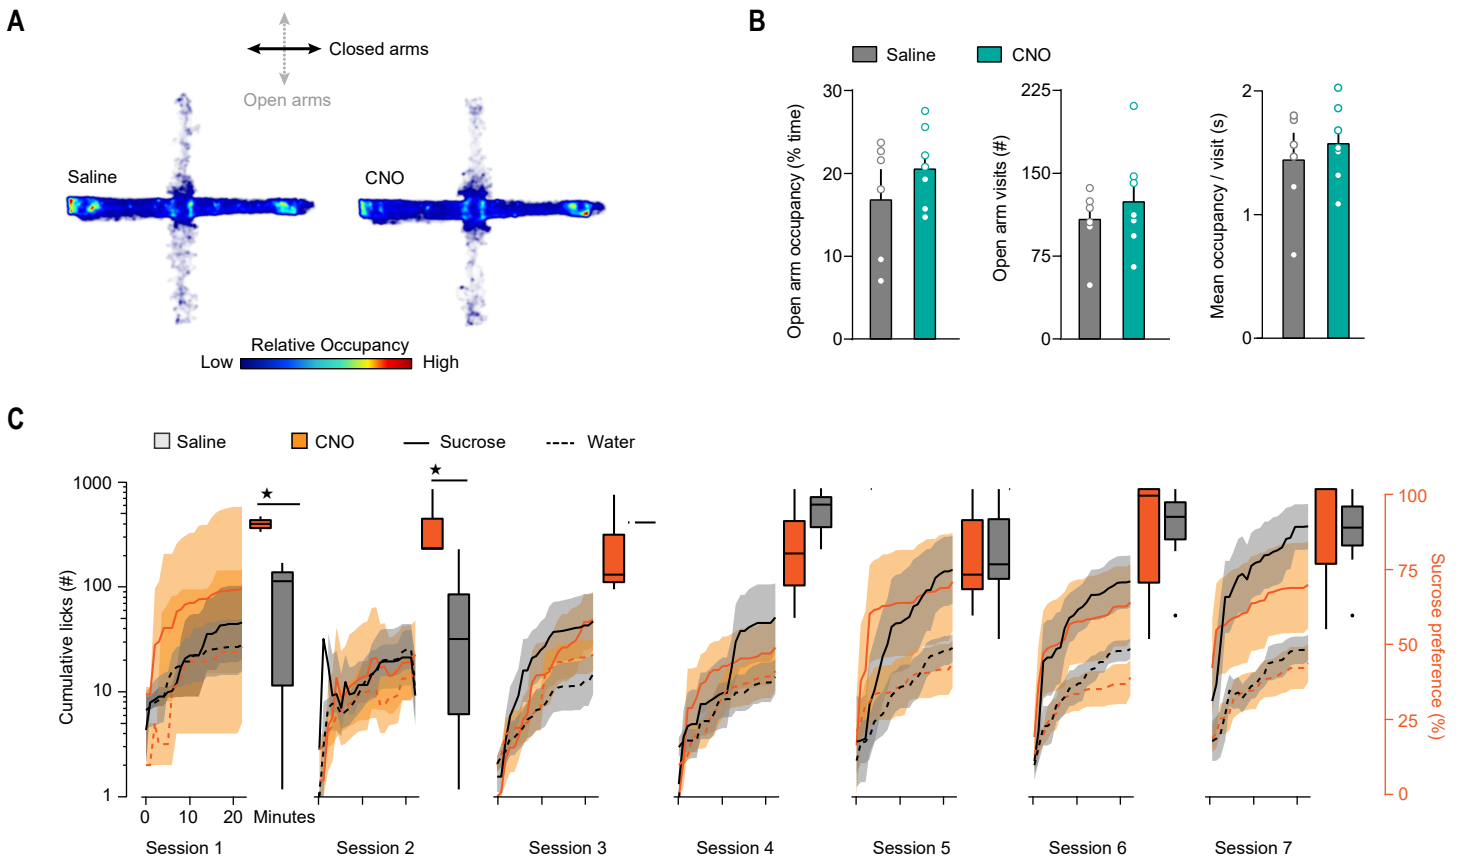 A
Closed arms
Open arms
Saline
CNO
Relative Occupancy
Low
High
B
Saline
CNO
Open arm occupancy (% time)
30
20
10
0
Open arm visits (#)
225
150
75
0
Mean occupancy / visit (s)
2
1
0
C
Saline
CNO
Sucrose
Water
Cumulative licks (#)
1000
100
10
1
0
10
20
Minutes
Session 1
Session 2
Session 3
Session 4
Session 5
Session 6
Session 7
100
75
50
25
0
Sucrose preference (%)